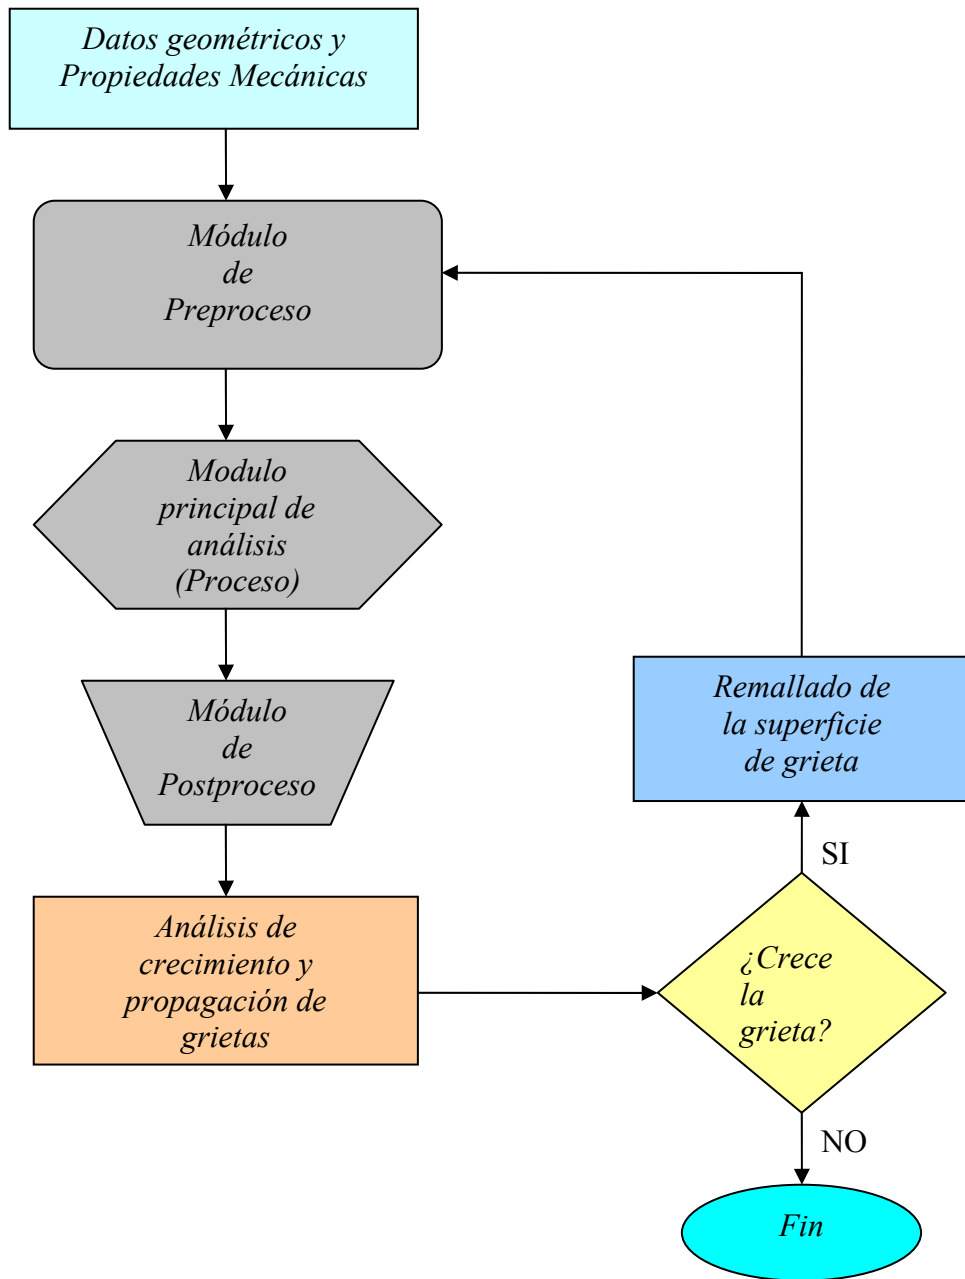 Datos geométricos y
Propiedades Mecánicas
Módulo
de
Preproceso
Modulo
principal de
análisis
(Proceso)
Módulo
de
Postproceso
Análisis de
crecimiento y
propagación de
grietas
Remallado de
la superficie
de grieta
SI
¿Crece
la
grieta?
NO
Fin